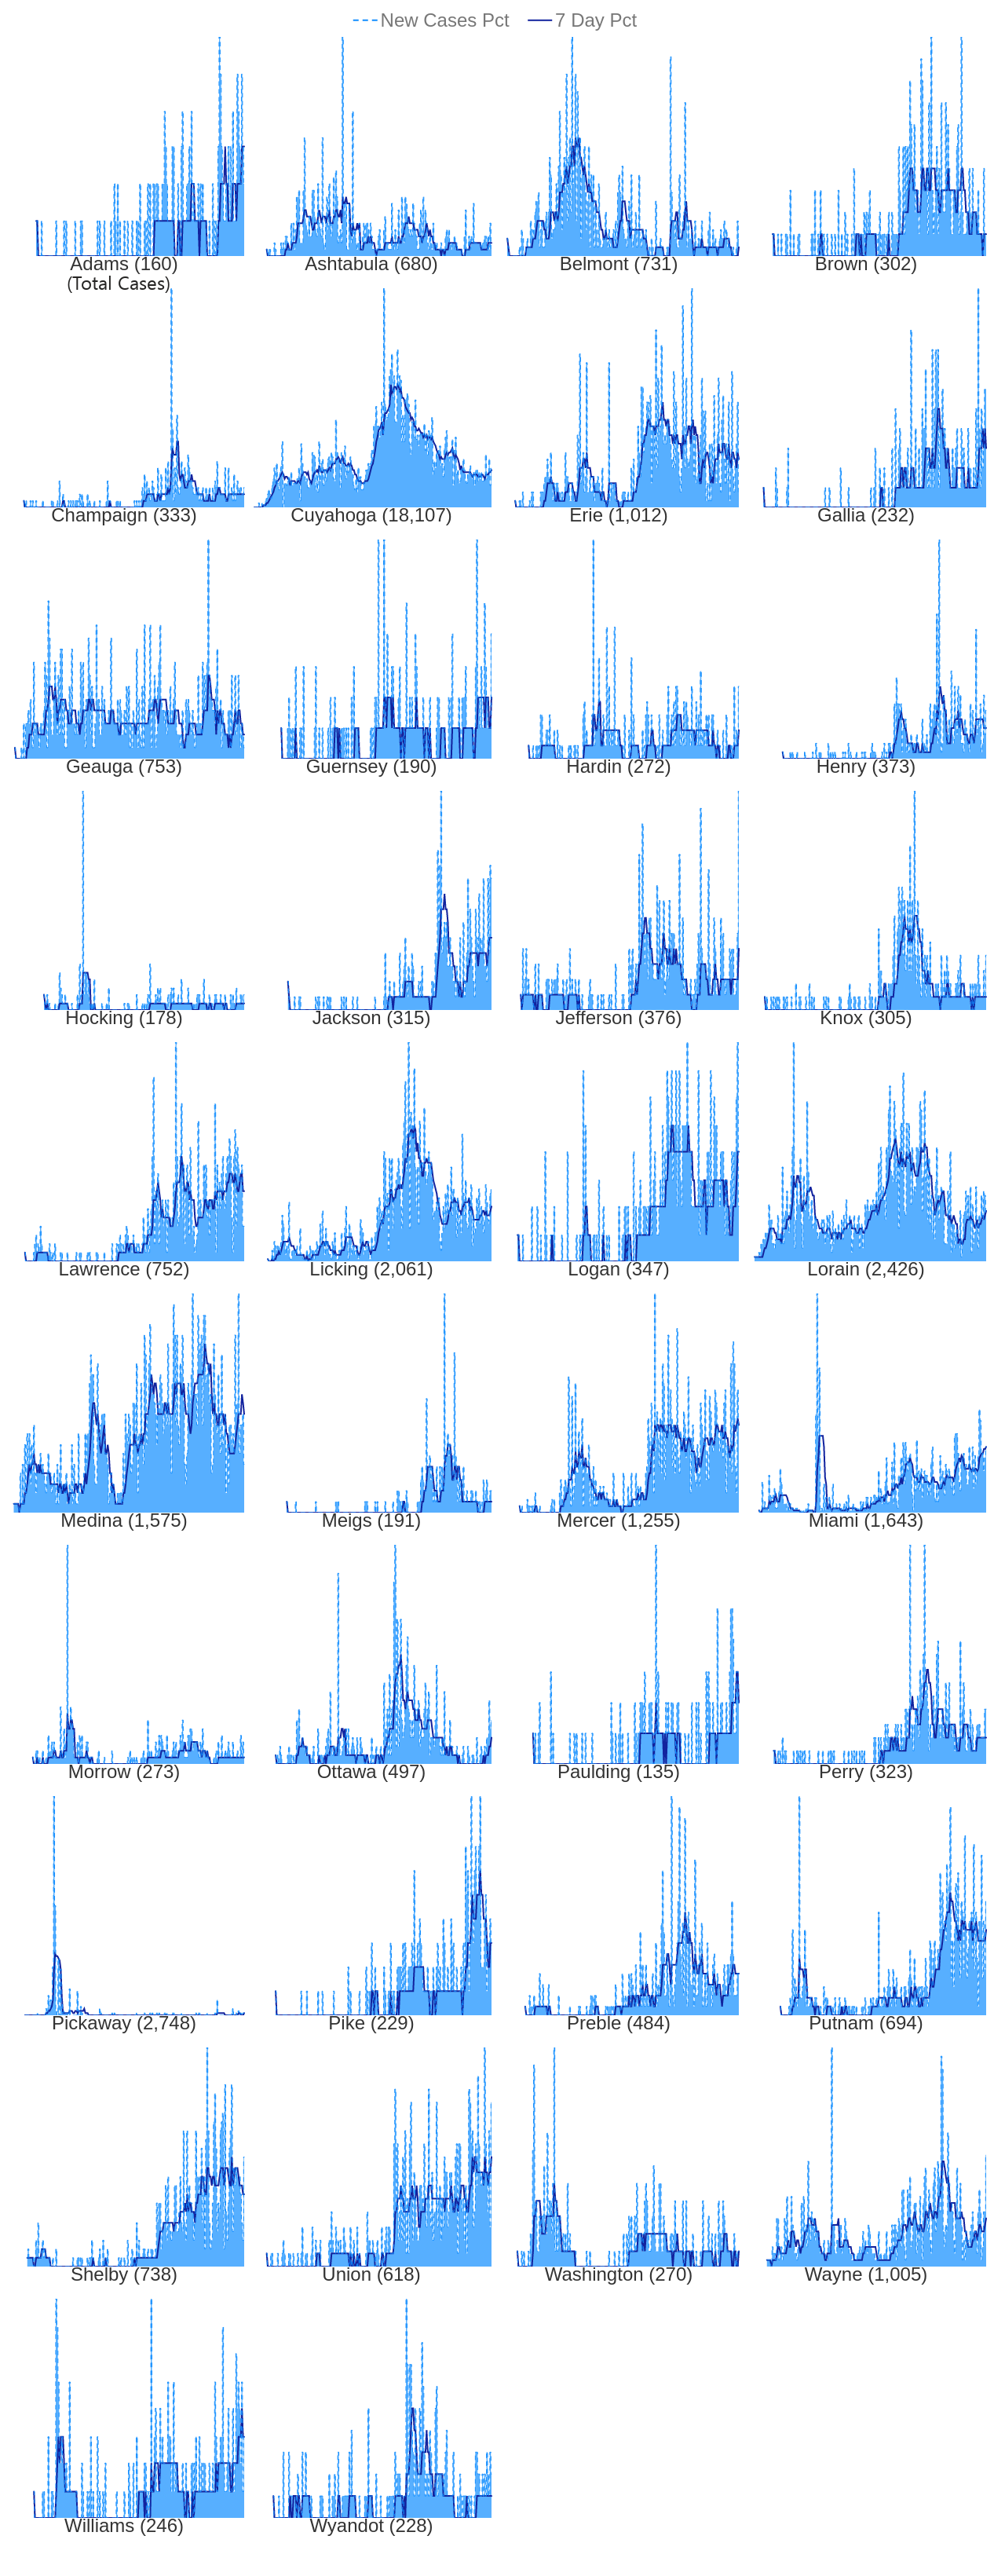 New Cases Pct 7 Day Pct
Adams (160) Ashtabula (680) Belmont (731) Brown (302)
(Total Cases)
Champaign (333) Cuyahoga (18,107) Erie (1,012) Gallia (232)
Geauga (753) Guernsey (190) Hardin (272) Henry (373)
Hocking (178) Jackson (315) Jefferson (376) Knox (305)
Lawrence (752) Licking (2,061) Logan (347) Lorain (2,426)
Medina (1,575) Meigs (191) Mercer (1,255) Miami (1,643)
Morrow (273) Ottawa (497) Paulding (135) Perry (323)
Pickaway (2,748) Pike (229) Preble (484) Putnam (694)
Shelby (738) Union (618) Washington (270) Wayne (1,005)
Williams (246) Wyandot (228)